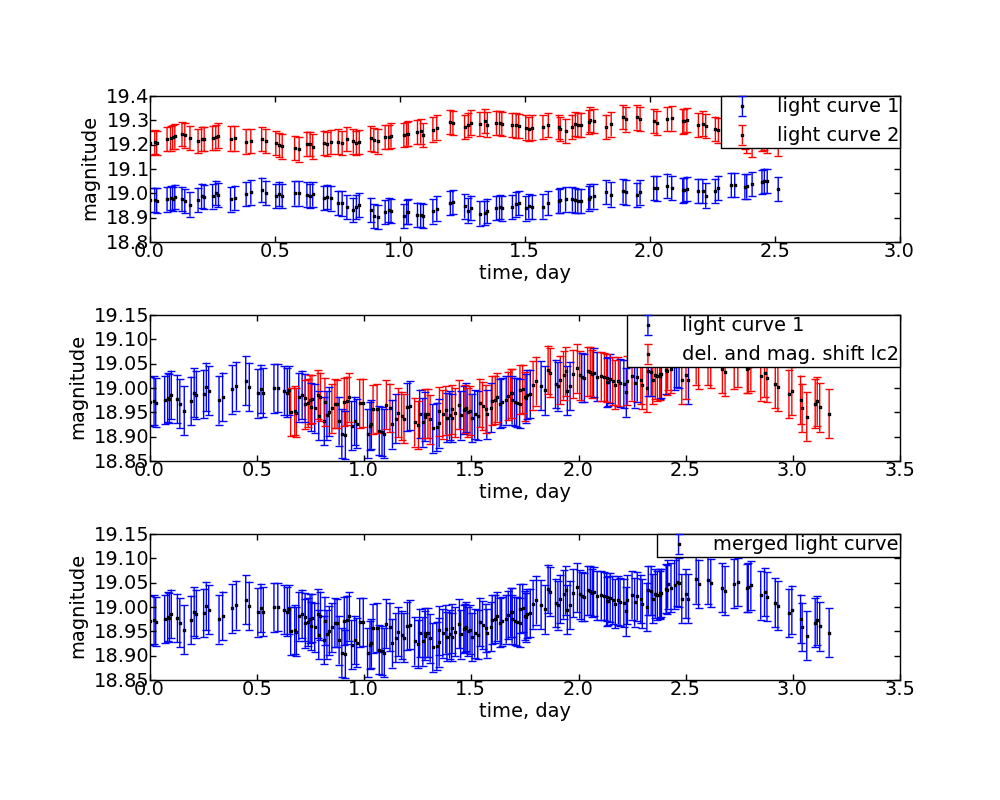 19.4
19.3
19.2
19.1
19.0
18.9
18.8
magnitude
light curve 1
light curve 2
0.0 0.5 1.0 1.5 2.0 2.5 3.0
time, day
19.15
19.10
19.05
19.00
18.95
18.90
18.85
magnitude
light curve 1
del. and mag. shift lc2
0.0 0.5 1.0 1.5 2.0 2.5 3.0 3.5
time, day
19.15
19.10
19.05
19.00
18.95
18.90
18.85
magnitude
merged light curve
0.0 0.5 1.0 1.5 2.0 2.5 3.0 3.5
time, day